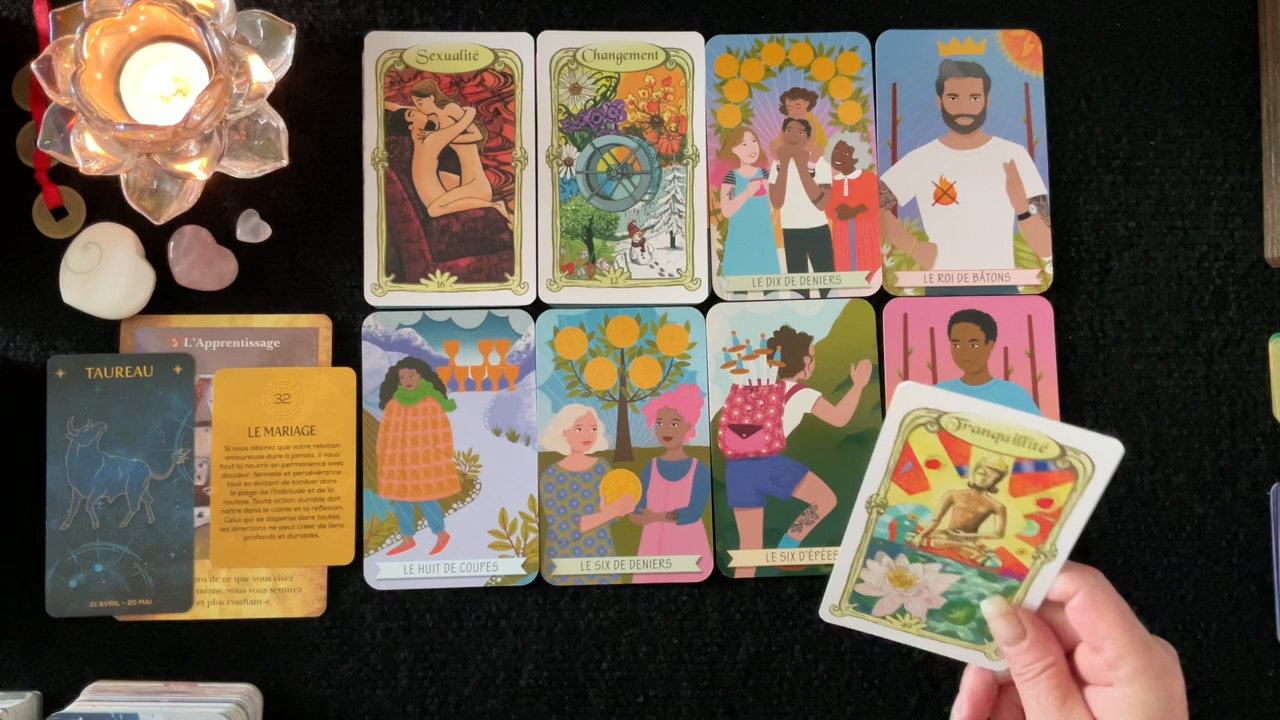 Sexualité
16
Changement
12
LE DIX DE DENIERS
LE ROI DE BÂTONS
L'Apprentissage
TAUREAU
21 AVRIL - 20 MAI
32
LE MARIAGE
Si vous désirez que votre relation
amoureuse dure à jamais, il vous
faut la nourrir en permanence avec
douceur, fermeté et persévérance,
tout en évitant de tomber dans
le piège de l'habitude et de la
routine. Toute action durable doit
naître dans le calme et la réflexion.
Celui qui se disperse dans toutes
les directions ne peut créer de liens
profonds et durables.
ns de ce que vous vivez
même, vous vous sentirez
et plus confiant·e.
LE HUIT DE COUPES
LE SIX DE DENIERS
LE SIX D'ÉPÉES
Tranquillité